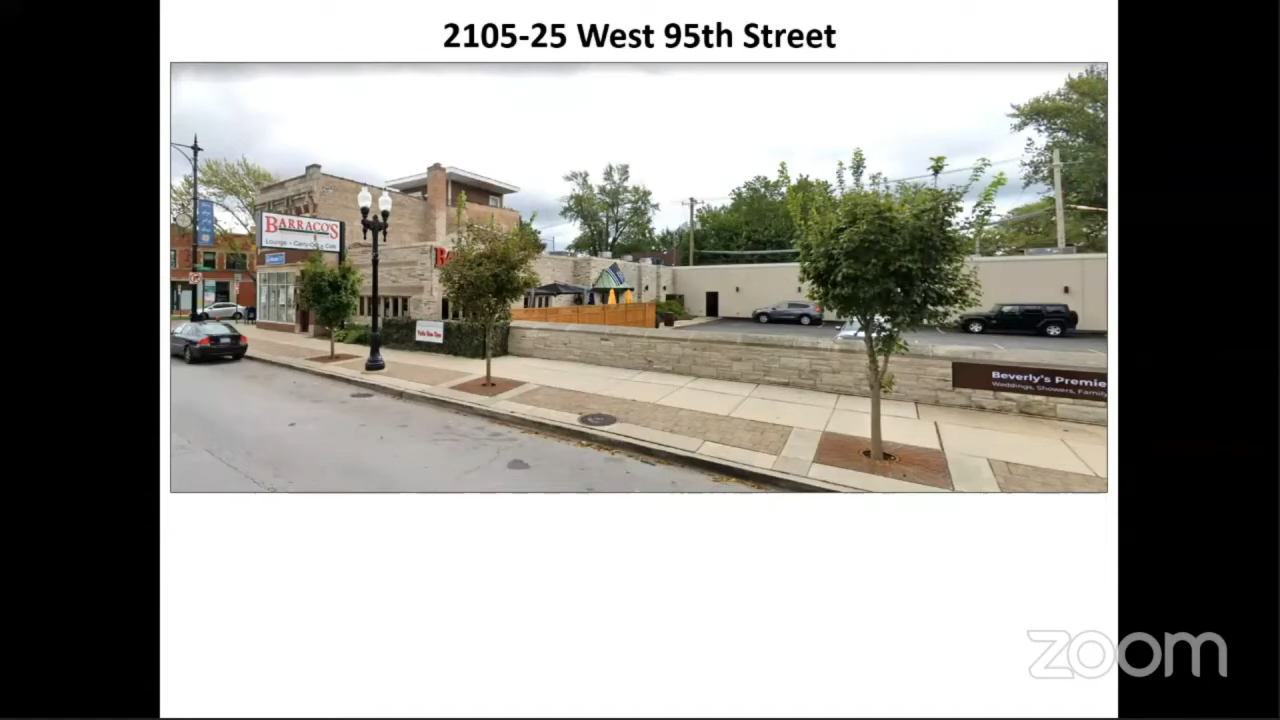 2105-25 West 95th Street
BARRACO'S
Lounge - Carry-Out - Cafe
Beverly's Premie
Weddings, Showers, Family
zoom